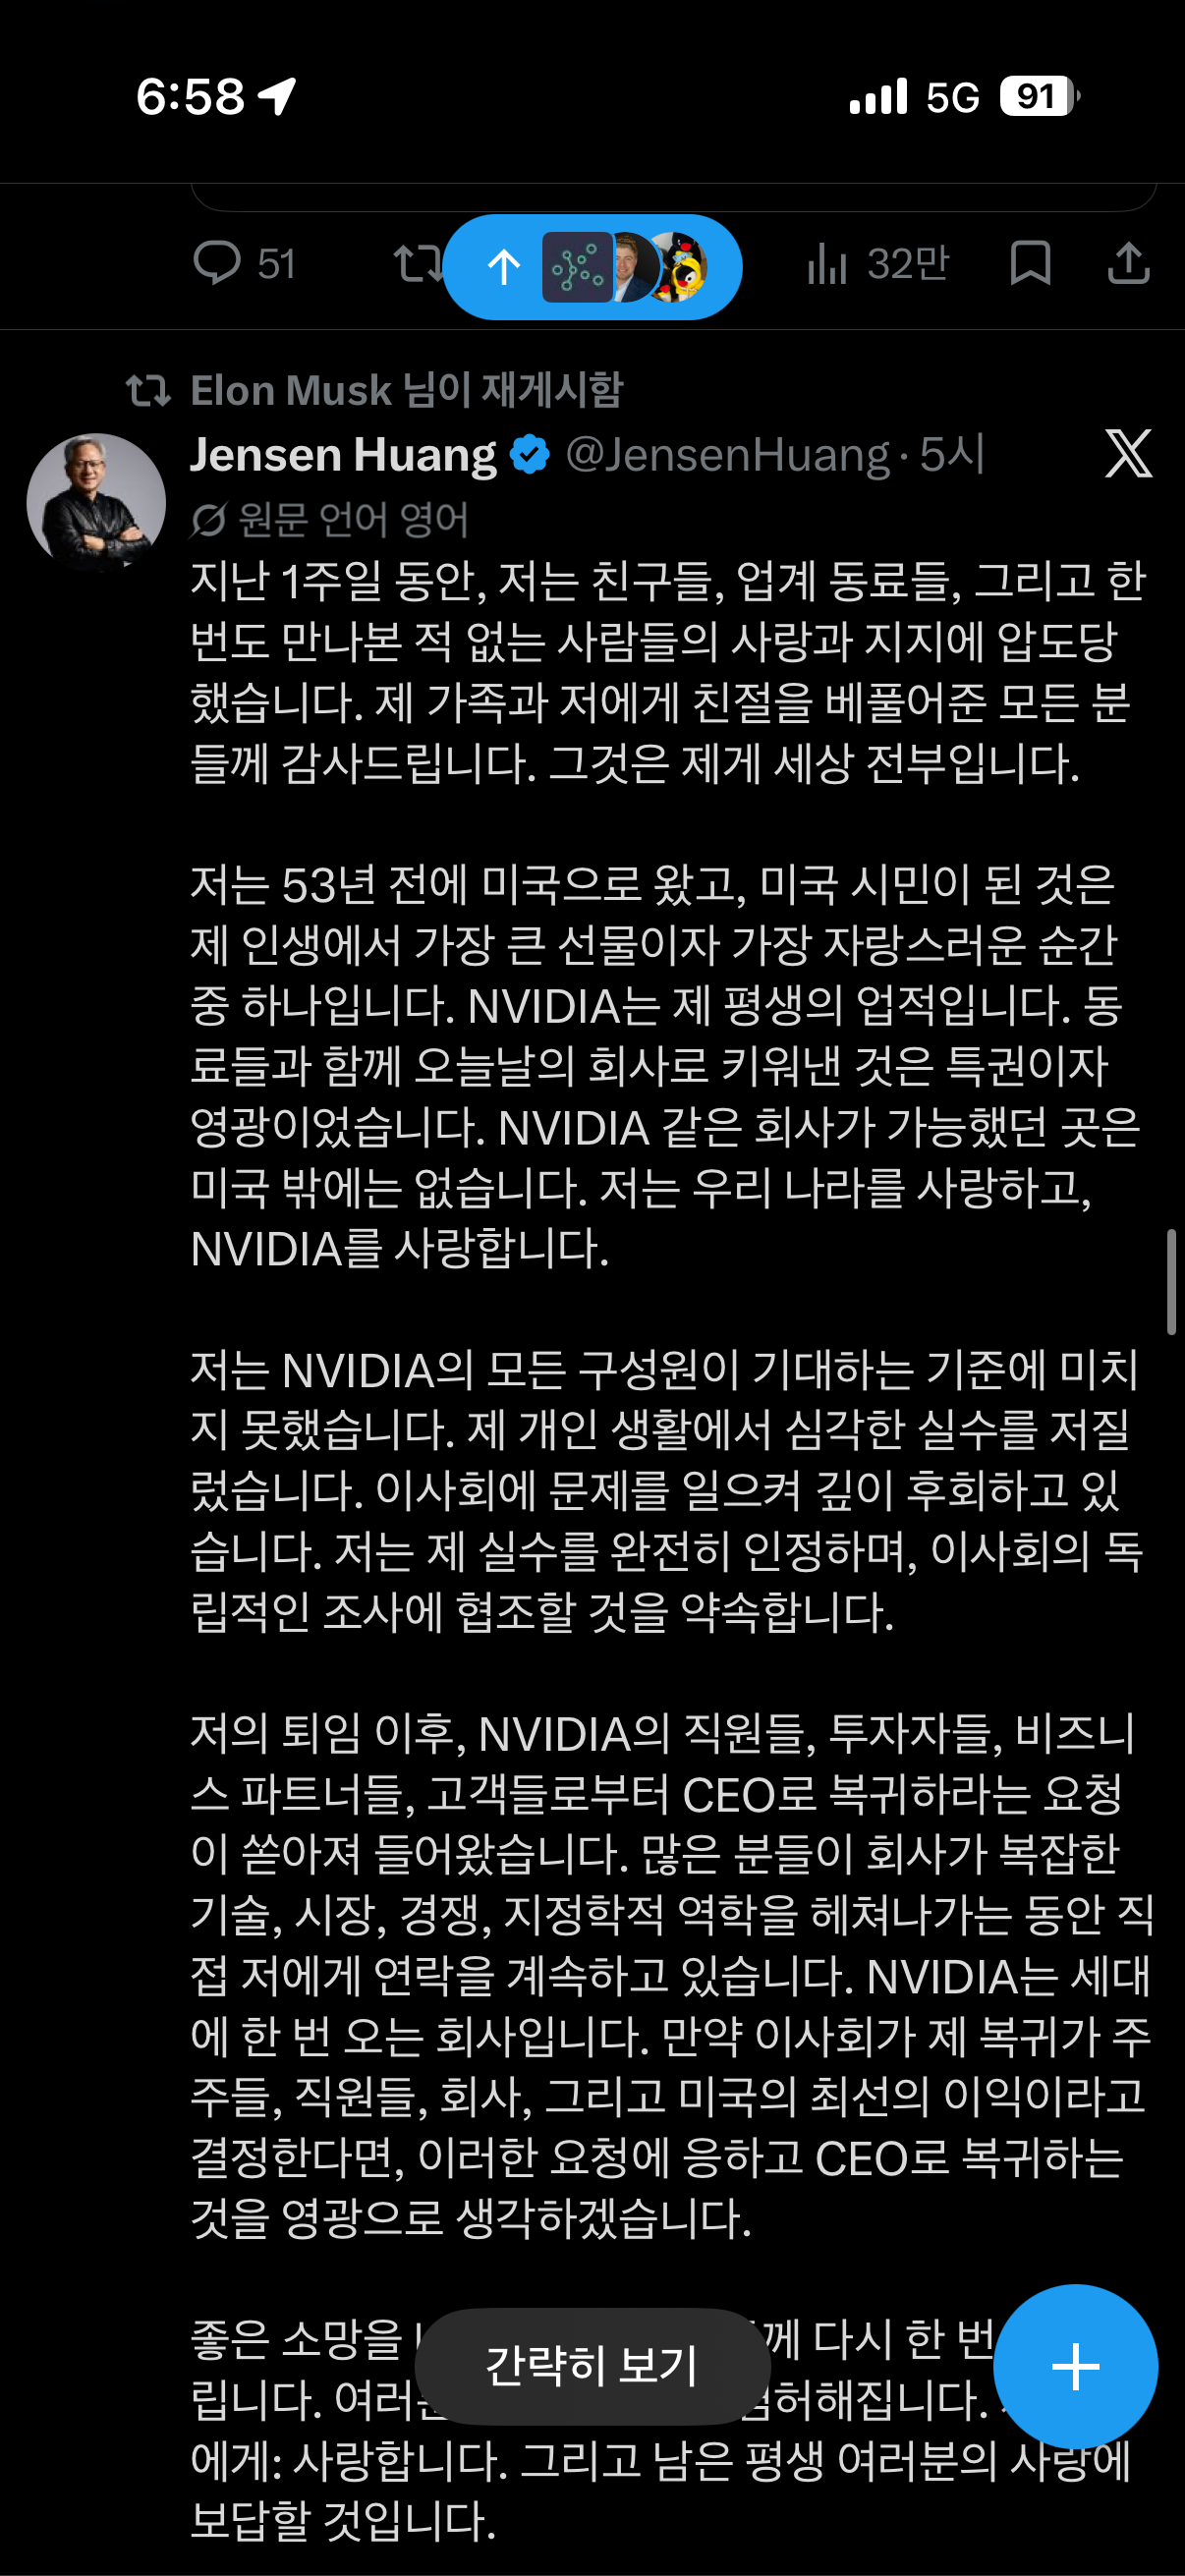 6:58
5G 91
51
32만
Elon Musk 님이 재게시함
Jensen Huang @JensenHuang · 5시
원문 언어 영어
지난 1주일 동안, 저는 친구들, 업계 동료들, 그리고 한
번도 만나본 적 없는 사람들의 사랑과 지지에 압도당
했습니다. 제 가족과 저에게 친절을 베풀어준 모든 분
들께 감사드립니다. 그것은 제게 세상 전부입니다.
저는 53년 전에 미국으로 왔고, 미국 시민이 된 것은
제 인생에서 가장 큰 선물이자 가장 자랑스러운 순간
중 하나입니다. NVIDIA는 제 평생의 업적입니다. 동
료들과 함께 오늘날의 회사로 키워낸 것은 특권이자
영광이었습니다. NVIDIA 같은 회사가 가능했던 곳은
미국 밖에는 없습니다. 저는 우리 나라를 사랑하고,
NVIDIA를 사랑합니다.
저는 NVIDIA의 모든 구성원이 기대하는 기준에 미치
지 못했습니다. 제 개인 생활에서 심각한 실수를 저질
렀습니다. 이사회에 문제를 일으켜 깊이 후회하고 있
습니다. 저는 제 실수를 완전히 인정하며, 이사회의 독
립적인 조사에 협조할 것을 약속합니다.
저의 퇴임 이후, NVIDIA의 직원들, 투자자들, 비즈니
스 파트너들, 고객들로부터 CEO로 복귀하라는 요청
이 쏟아져 들어왔습니다. 많은 분들이 회사가 복잡한
기술, 시장, 경쟁, 지정학적 역학을 헤쳐나가는 동안 직
접 저에게 연락을 계속하고 있습니다. NVIDIA는 세대
에 한 번 오는 회사입니다. 만약 이사회가 제 복귀가 주
주들, 직원들, 회사, 그리고 미국의 최선의 이익이라고
결정한다면, 이러한 요청에 응하고 CEO로 복귀하는
것을 영광으로 생각하겠습니다.
좋은 소망을 께 다시 한 번
간략히 보기
립니다. 허해집니다.
에게: 사랑합니다. 그리고 남은 평생 여러분의 사랑에
보답할 것입니다.